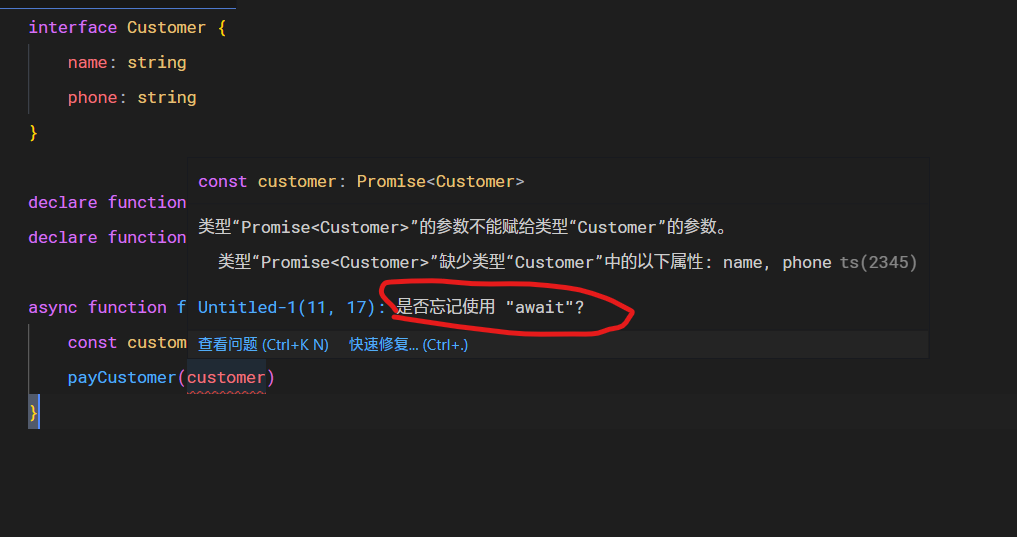 interface Customer {
name: string
phone: string
}
const customer: Promise<Customer>
declare function
类型“Promise<Customer>”的参数不能赋给类型“Customer”的参数。
declare function
类型“Promise<Customer>”缺少类型“Customer”中的以下属性: name, phone ts(2345)
async function f
Untitled-1(11, 17): 是否忘记使用 "await"?
const custom
查看问题 (Ctrl+K N) 快速修复... (Ctrl+.)
payCustomer(customer)
}